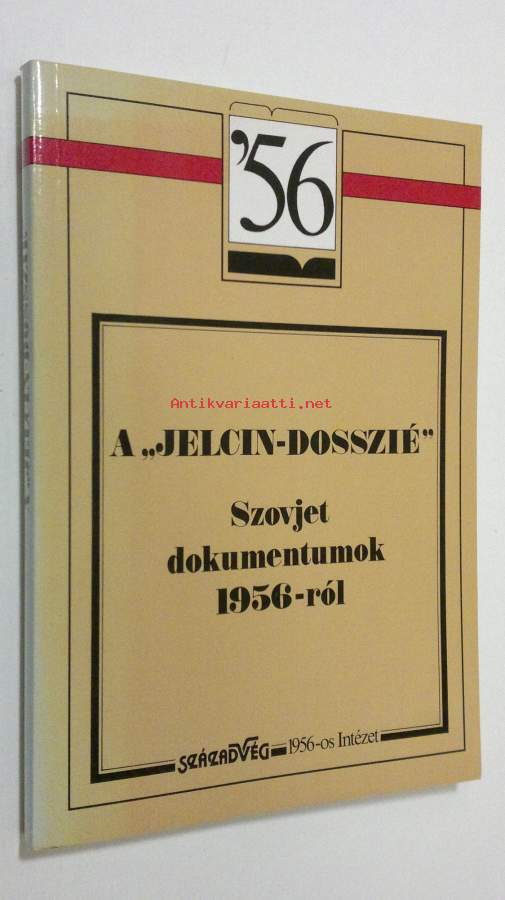 '56
Antikvariaatti.net
A „JELCIN-DOSSZIÉ”
Szovjet
dokumentumok
1956-ról
SZÁZADVÉG 1956-os Intézet